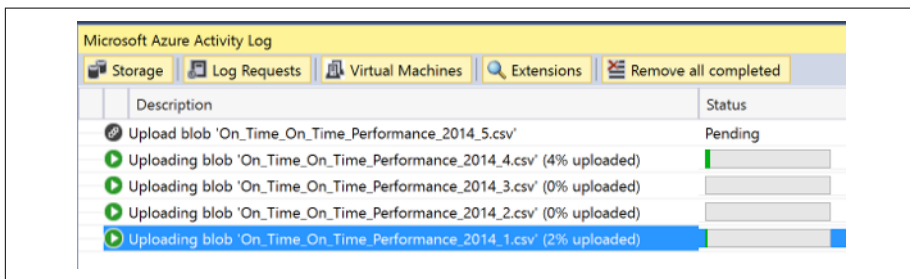 Microsoft Azure Activity Log
Storage Log Requests Virtual Machines Extensions Remove all completed
Description Status
Upload blob 'On_Time_On_Time_Performance_2014_5.csv' Pending
Uploading blob 'On_Time_On_Time_Performance_2014_4.csv' (4% uploaded)
Uploading blob 'On_Time_On_Time_Performance_2014_3.csv' (0% uploaded)
Uploading blob 'On_Time_On_Time_Performance_2014_2.csv' (0% uploaded)
Uploading blob 'On_Time_On_Time_Performance_2014_1.csv' (2% uploaded)